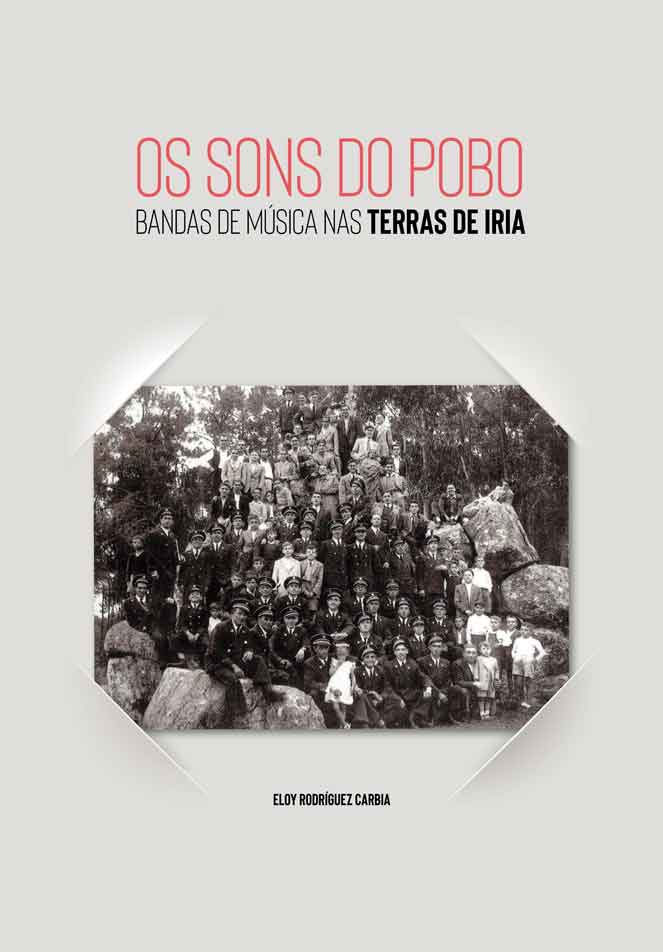 OS SONS DO POBO
BANDAS DE MÚSICA NAS TERRAS DE IRIA
ELOY RODRÍGUEZ CARBIA